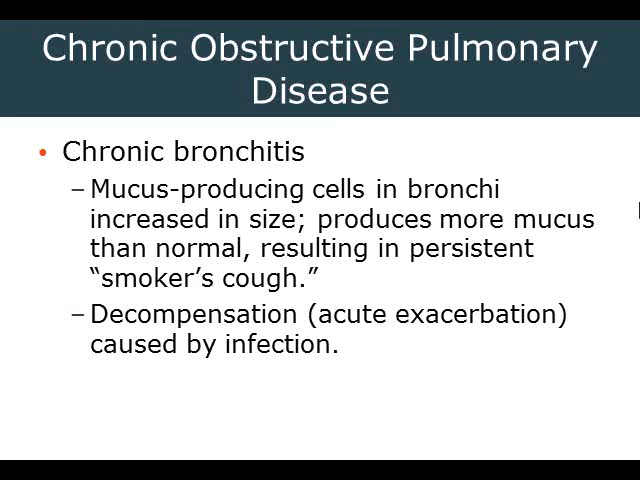 Chronic Obstructive Pulmonary
Disease
• Chronic bronchitis
– Mucus-producing cells in bronchi
increased in size; produces more mucus
than normal, resulting in persistent
“smoker’s cough.”
– Decompensation (acute exacerbation)
caused by infection.